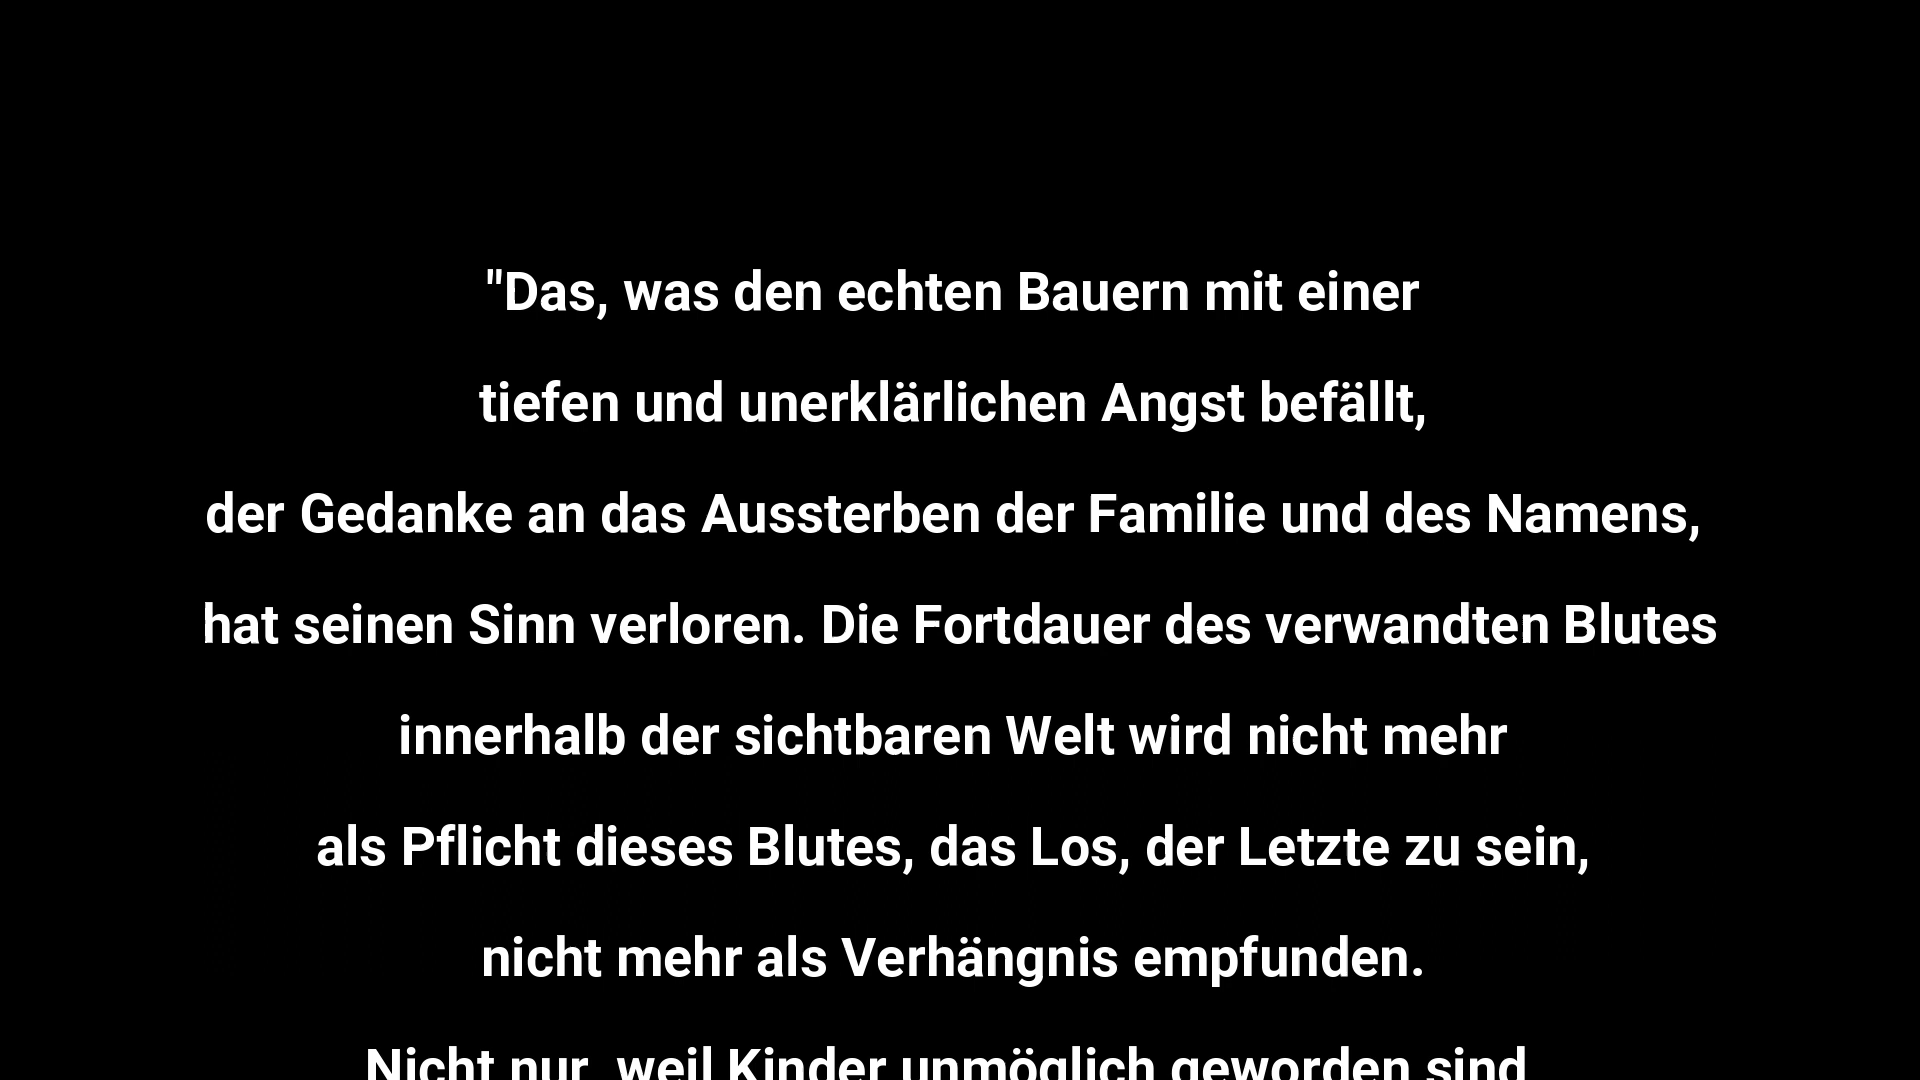 "Das, was den echten Bauern mit einer
tiefen und unerklärlichen Angst befällt,
der Gedanke an das Aussterben der Familie und des Namens,
hat seinen Sinn verloren. Die Fortdauer des verwandten Blutes
innerhalb der sichtbaren Welt wird nicht mehr
als Pflicht dieses Blutes, das Los, der Letzte zu sein,
nicht mehr als Verhängnis empfunden.
Nicht nur, weil Kinder unmöglich geworden sind